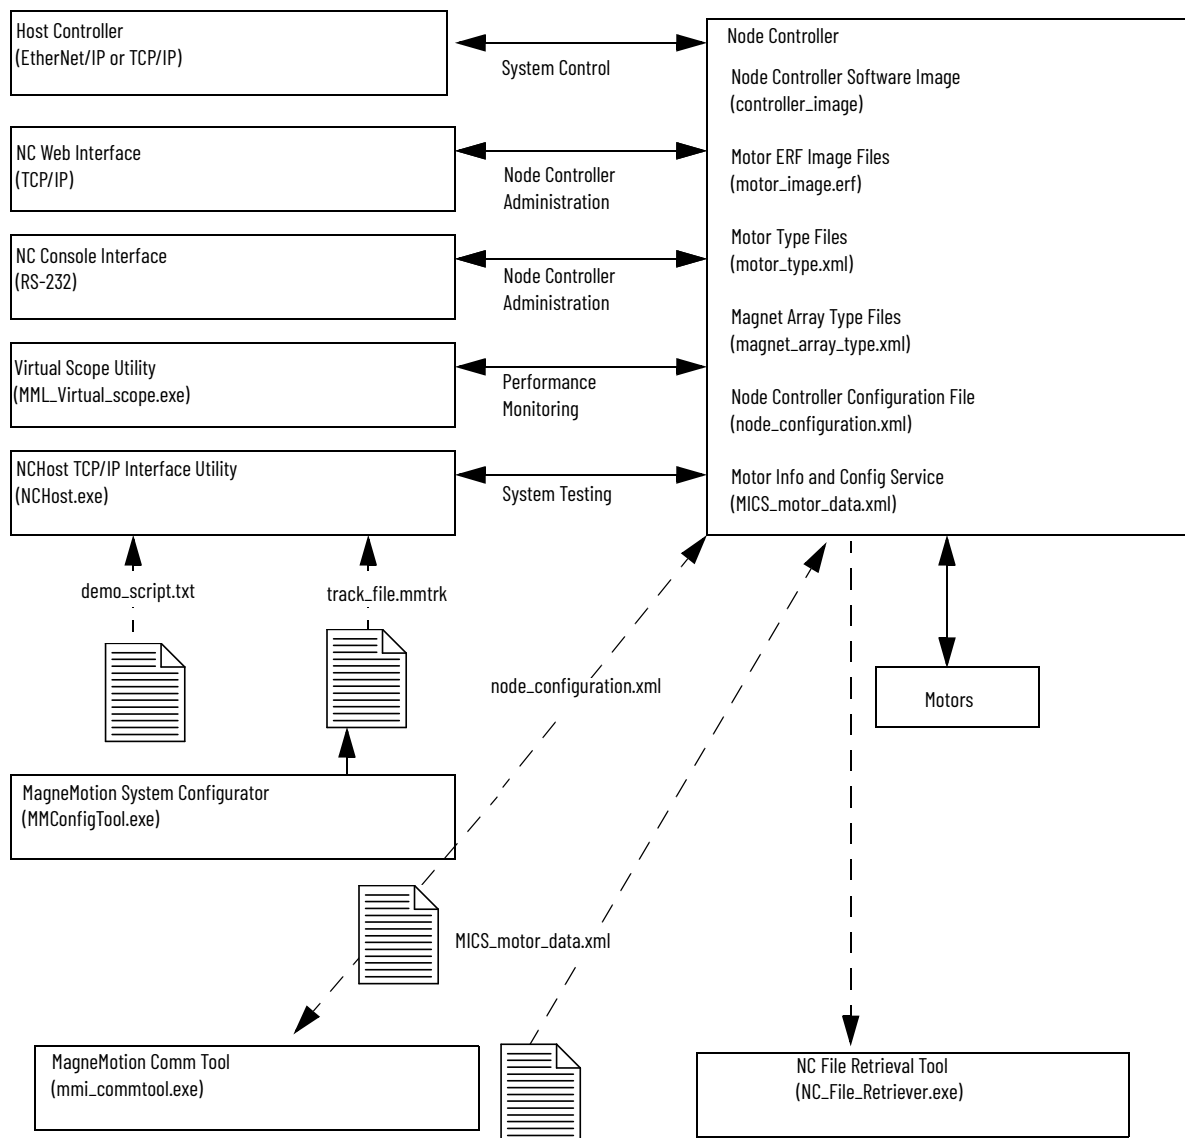 Host Controller
(EtherNet/IP or TCP/IP)
System Control
NC Web Interface
(TCP/IP)
Node Controller
Administration
NC Console Interface
(RS-232)
Node Controller
Administration
Virtual Scope Utility
(MML_Virtual_scope.exe)
Performance
Monitoring
NCHost TCP/IP Interface Utility
(NCHost.exe)
System Testing
Node Controller
Node Controller Software Image
(controller_image)
Motor ERF Image Files
(motor_image.erf)
Motor Type Files
(motor_type.xml)
Magnet Array Type Files
(magnet_array_type.xml)
Node Controller Configuration File
(node_configuration.xml)
Motor Info and Config Service
(MICS_motor_data.xml)
demo_script.txt
track_file.mmtrk
node_configuration.xml
Motors
MagneMotion System Configurator
(MMConfigTool.exe)
MICS_motor_data.xml
MagneMotion Comm Tool
(mmi_commtool.exe)
NC File Retrieval Tool
(NC_File_Retriever.exe)